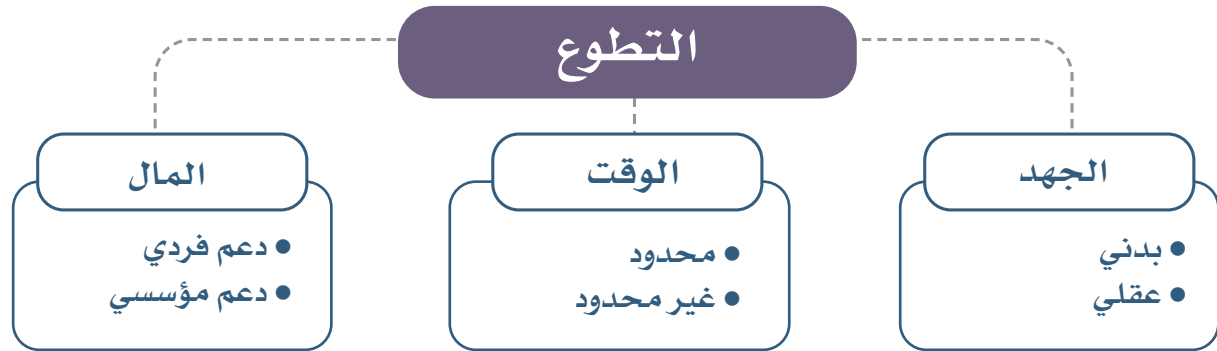 التطوع
الجهد
• بدني
• عقلي
الوقت
• محدود
• غير محدود
المال
• دعم فردي
• دعم مؤسسي